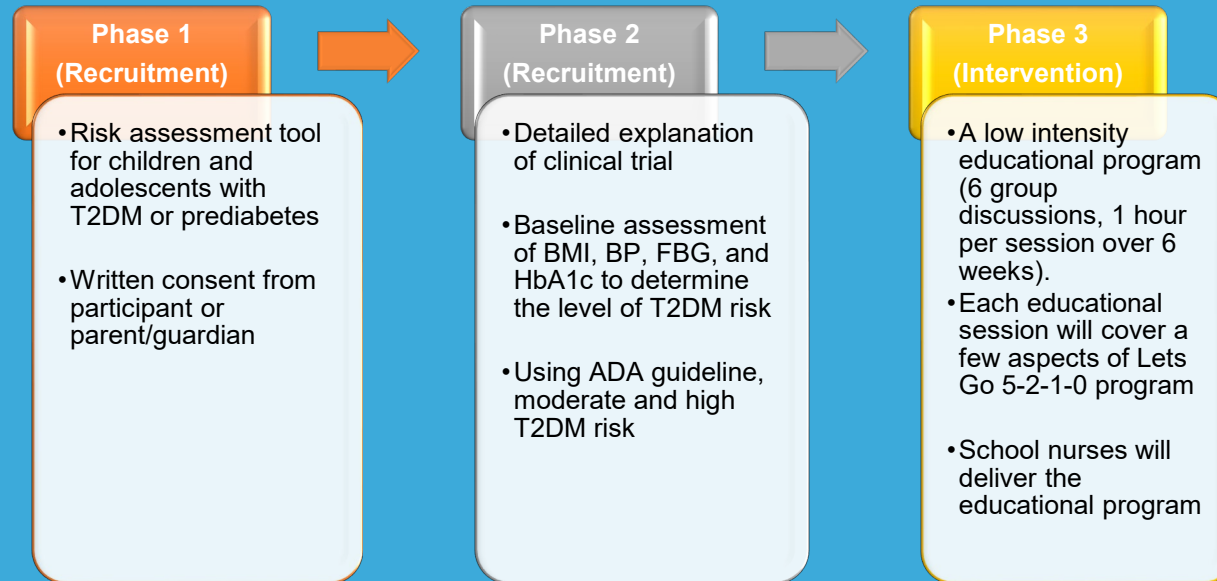 Phase 1
(Recruitment)
•Risk assessment tool
for children and
adolescents with
T2DM or prediabetes
•Written consent from
participant or
parent/guardian
Phase 2
(Recruitment)
•Detailed explanation
of clinical trial
•Baseline assessment
of BMI, BP, FBG, and
HbA1c to determine
the level of T2DM risk
•Using ADA guideline,
moderate and high
T2DM risk
Phase 3
(Intervention)
•A low intensity
educational program
(6 group
discussions, 1 hour
per session over 6
weeks).
•Each educational
session will cover a
few aspects of Lets
Go 5-2-1-0 program
•School nurses will
deliver the
educational program